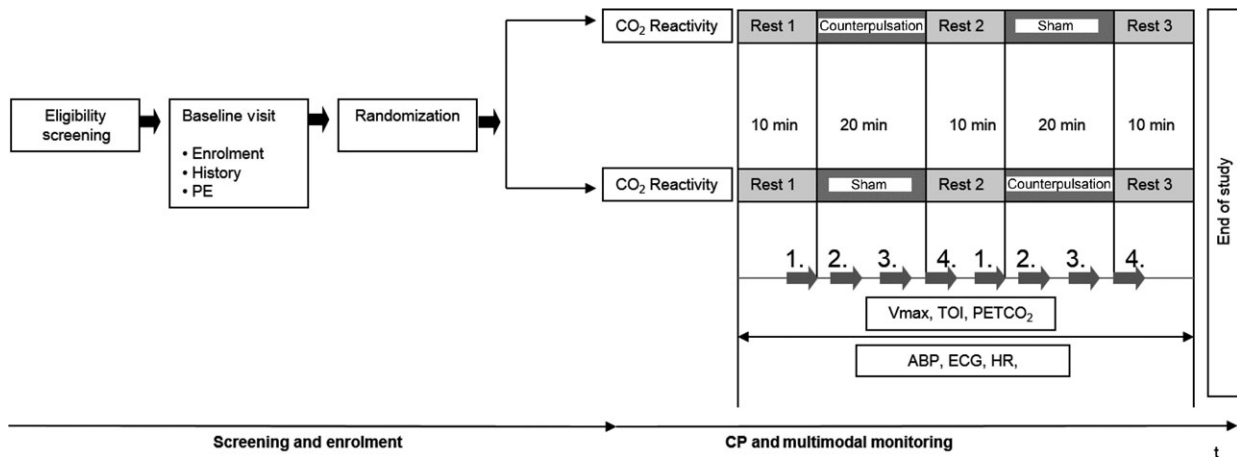 Eligibility
screening
Baseline visit
• Enrolment
• History
• PE
Randomization
CO₂ Reactivity
Rest 1
Counterpulsation
Rest 2
Sham
Rest 3
10 min
20 min
10 min
20 min
10 min
CO₂ Reactivity
Rest 1
Sham
Rest 2
Counterpulsation
Rest 3
1. 2. 3. 4. 1. 2. 3. 4.
Vmax, TOI, PETCO₂
ABP, ECG, HR,
End of study
Screening and enrolment
CP and multimodal monitoring
t